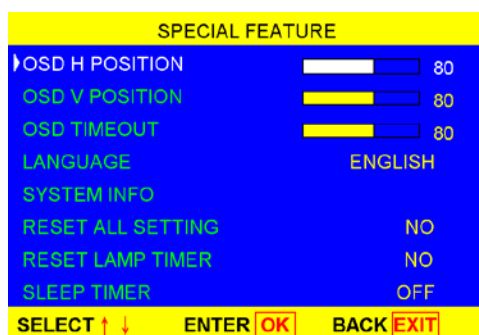 SPECIAL FEATURE
OSD H POSITION 80
OSD V POSITION 80
OSD TIMEOUT 80
LANGUAGE ENGLISH
SYSTEM INFO
RESET ALL SETTING NO
RESET LAMP TIMER NO
SLEEP TIMER OFF
SELECT ↑ ↓ ENTER OK BACK EXIT